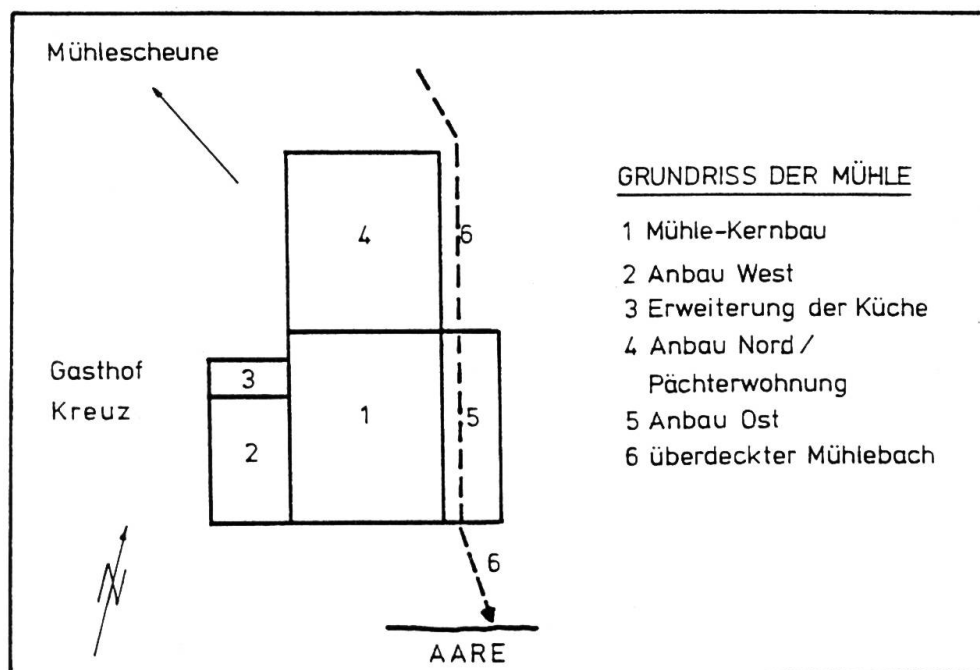 Mühlescheune
4
6
3
1
5
2
6
Gasthof
Kreuz
N
AARE
GRUNDRISS DER MÜHLE
1 Mühle-Kernbau
2 Anbau West
3 Erweiterung der Küche
4 Anbau Nord /
Pächterwohnung
5 Anbau Ost
6 überdeckter Mühlebach